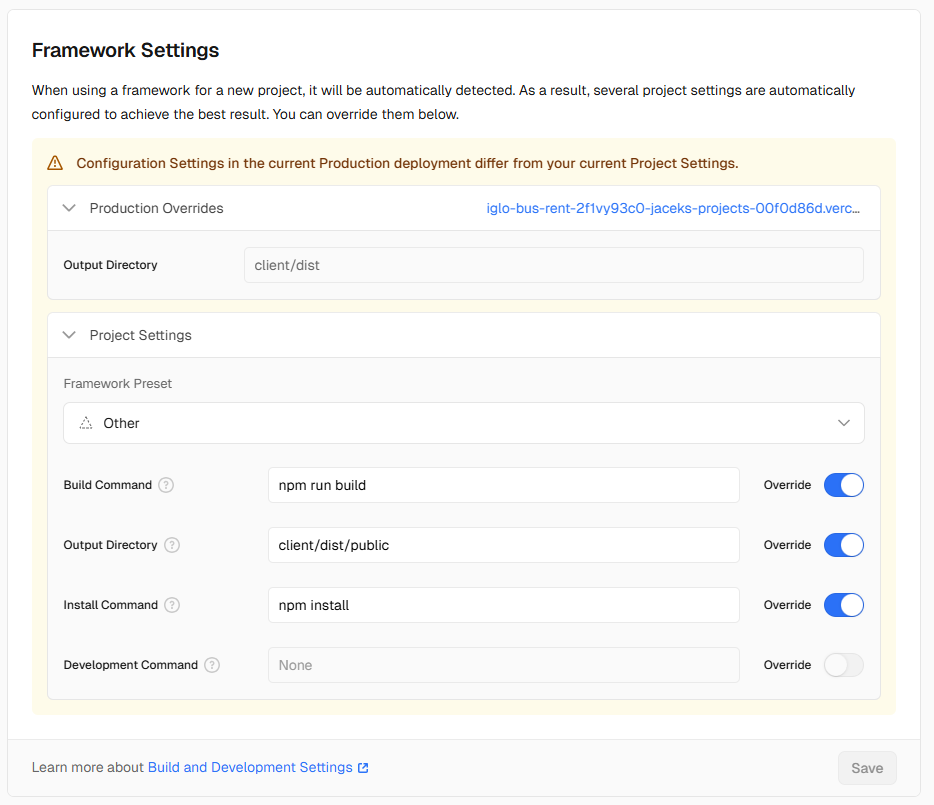 Framework Settings
When using a framework for a new project, it will be automatically detected. As a result, several project settings are automatically
configured to achieve the best result. You can override them below.
Configuration Settings in the current Production deployment differ from your current Project Settings.
Production Overrides
iglo-bus-rent-2f1vy93c0-jaceks-projects-00f0d86d.verc...
Output Directory
client/dist
Project Settings
Framework Preset
Other
Build Command ?
npm run build
Override
Output Directory ?
client/dist/public
Override
Install Command ?
npm install
Override
Development Command ?
None
Override
Learn more about Build and Development Settings
Save